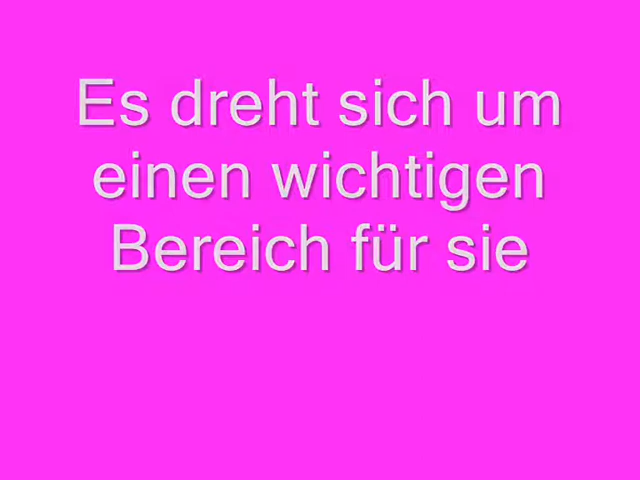 Es dreht sich um
einen wichtigen
Bereich für sie